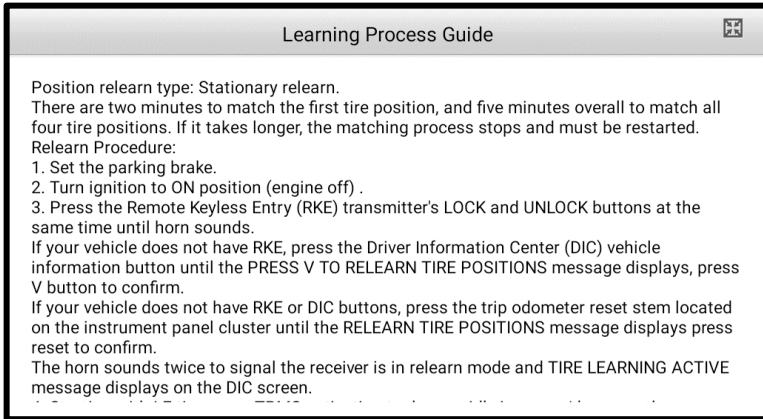 Learning Process Guide
Position relearn type: Stationary relearn.
There are two minutes to match the first tire position, and five minutes overall to match all
four tire positions. If it takes longer, the matching process stops and must be restarted.
Relearn Procedure:
1. Set the parking brake.
2. Turn ignition to ON position (engine off) .
3. Press the Remote Keyless Entry (RKE) transmitter's LOCK and UNLOCK buttons at the
same time until horn sounds.
If your vehicle does not have RKE, press the Driver Information Center (DIC) vehicle
information button until the PRESS V TO RELEARN TIRE POSITIONS message displays, press
V button to confirm.
If your vehicle does not have RKE or DIC buttons, press the trip odometer reset stem located
on the instrument panel cluster until the RELEARN TIRE POSITIONS message displays press
reset to confirm.
The horn sounds twice to signal the receiver is in relearn mode and TIRE LEARNING ACTIVE
message displays on the DIC screen.